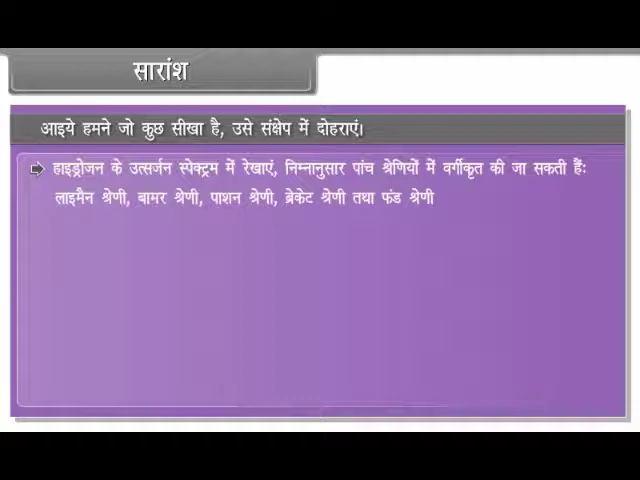 सारांश
आइये हमने जो कुछ सीखा है, उसे संक्षेप में दोहराएं।
हाइड्रोजन के उत्सर्जन स्पेक्ट्रम में रेखाएं, निम्नानुसार पांच श्रेणियों में वर्गीकृत की जा सकती हैं:
लाइमैन श्रेणी, बामर श्रेणी, पाशन श्रेणी, ब्रेकेट श्रेणी तथा फंड श्रेणी